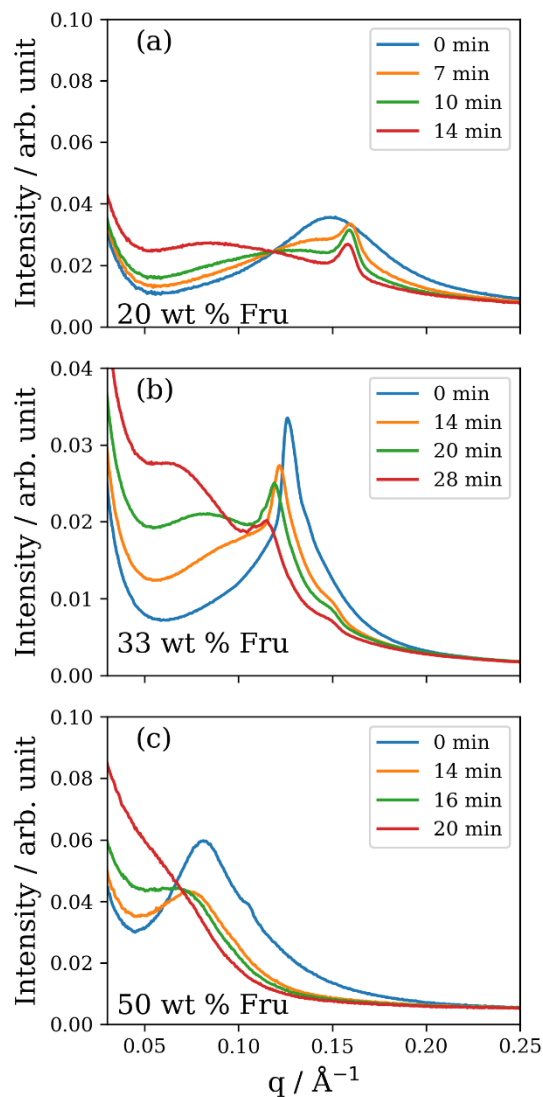 (a)
0 min
7 min
10 min
14 min
0.10
0.08
0.06
0.04
0.02
0.00
Intensity / arb. unit
20 wt % Fru
(b)
0 min
14 min
20 min
28 min
0.04
0.03
0.02
0.01
0.00
Intensity / arb. unit
33 wt % Fru
(c)
0 min
14 min
16 min
20 min
0.10
0.08
0.06
0.04
0.02
0.00
Intensity / arb. unit
50 wt % Fru
0.05 0.10 0.15 0.20 0.25
q / Å⁻¹